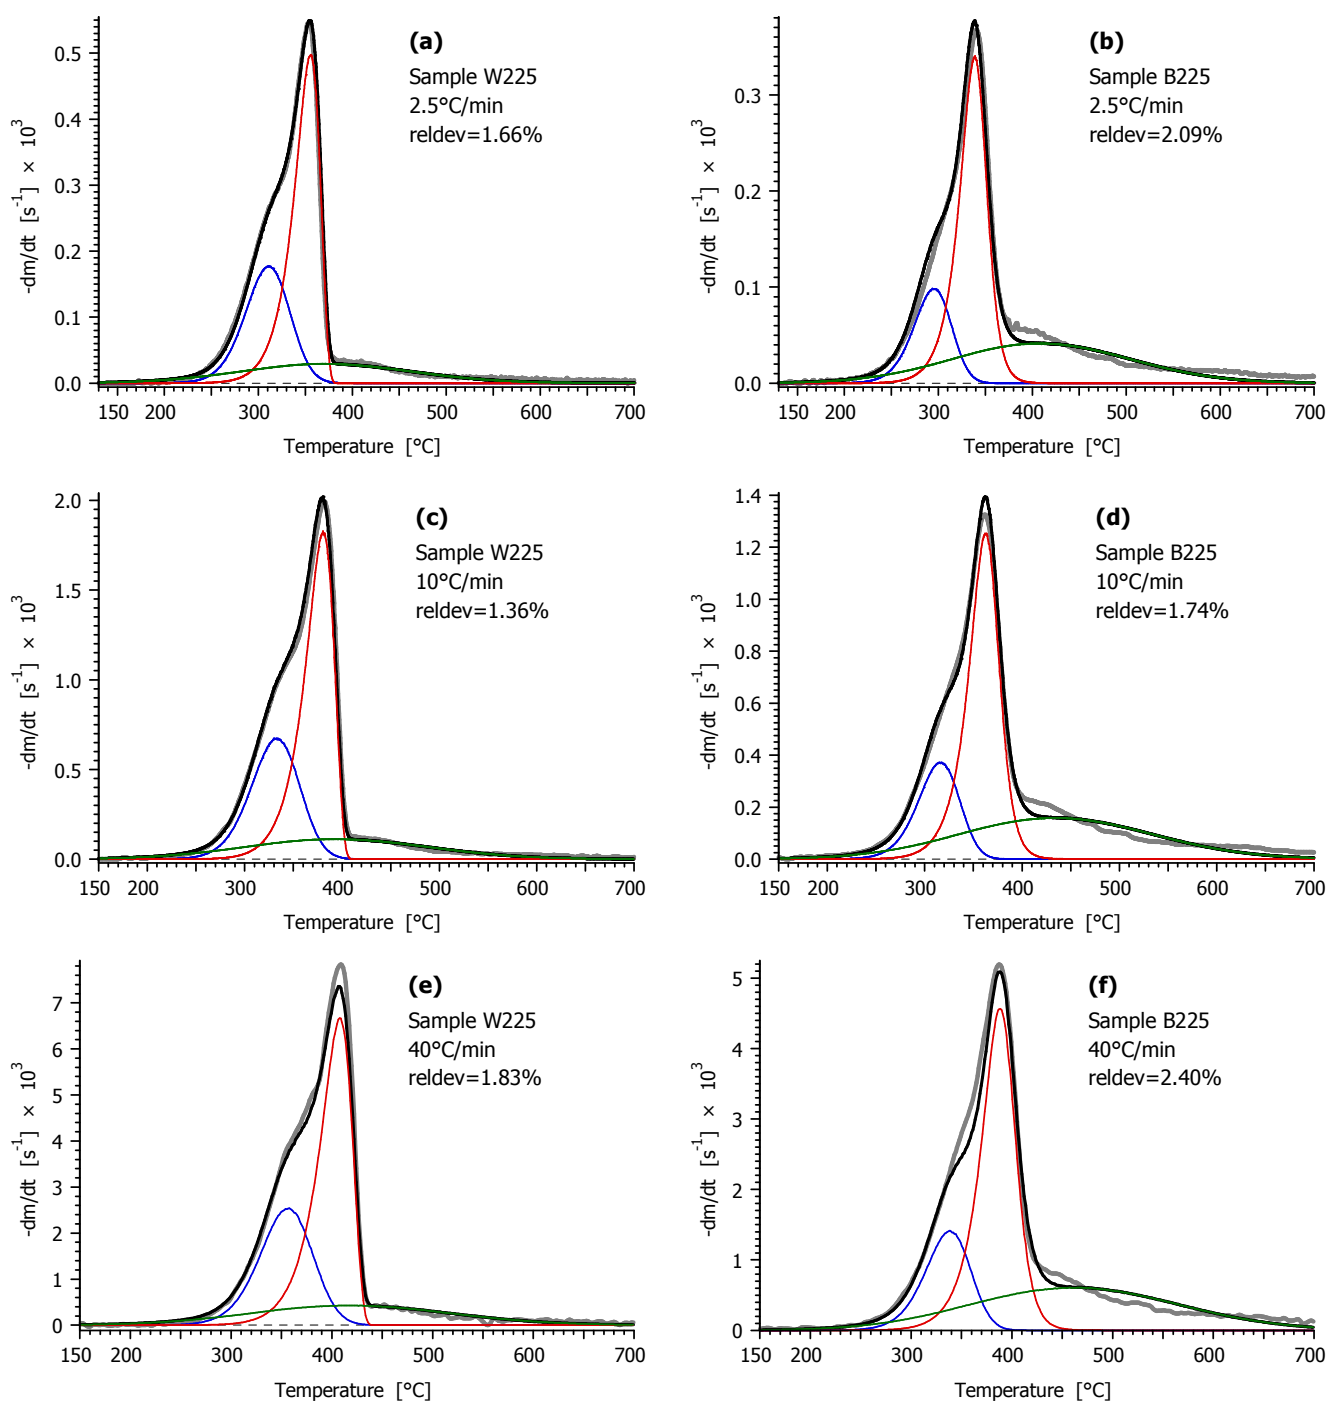 (a)
Sample W225
2.5°C/min
reldev=1.66%
-dm/dt [s⁻¹] × 10³
0.5
0.4
0.3
0.2
0.1
0.0
150 200 300 400 500 600 700
Temperature [°C]
(b)
Sample B225
2.5°C/min
reldev=2.09%
-dm/dt [s⁻¹] × 10³
0.3
0.2
0.1
0.0
150 200 300 400 500 600 700
Temperature [°C]
(c)
Sample W225
10°C/min
reldev=1.36%
-dm/dt [s⁻¹] × 10³
2.0
1.5
1.0
0.5
0.0
150 200 300 400 500 600 700
Temperature [°C]
(d)
Sample B225
10°C/min
reldev=1.74%
-dm/dt [s⁻¹] × 10³
1.4
1.2
1.0
0.8
0.6
0.4
0.2
0.0
150 200 300 400 500 600 700
Temperature [°C]
(e)
Sample W225
40°C/min
reldev=1.83%
-dm/dt [s⁻¹] × 10³
7
6
5
4
3
2
1
0
150 200 300 400 500 600 700
Temperature [°C]
(f)
Sample B225
40°C/min
reldev=2.40%
-dm/dt [s⁻¹] × 10³
5
4
3
2
1
0
150 200 300 400 500 600 700
Temperature [°C]